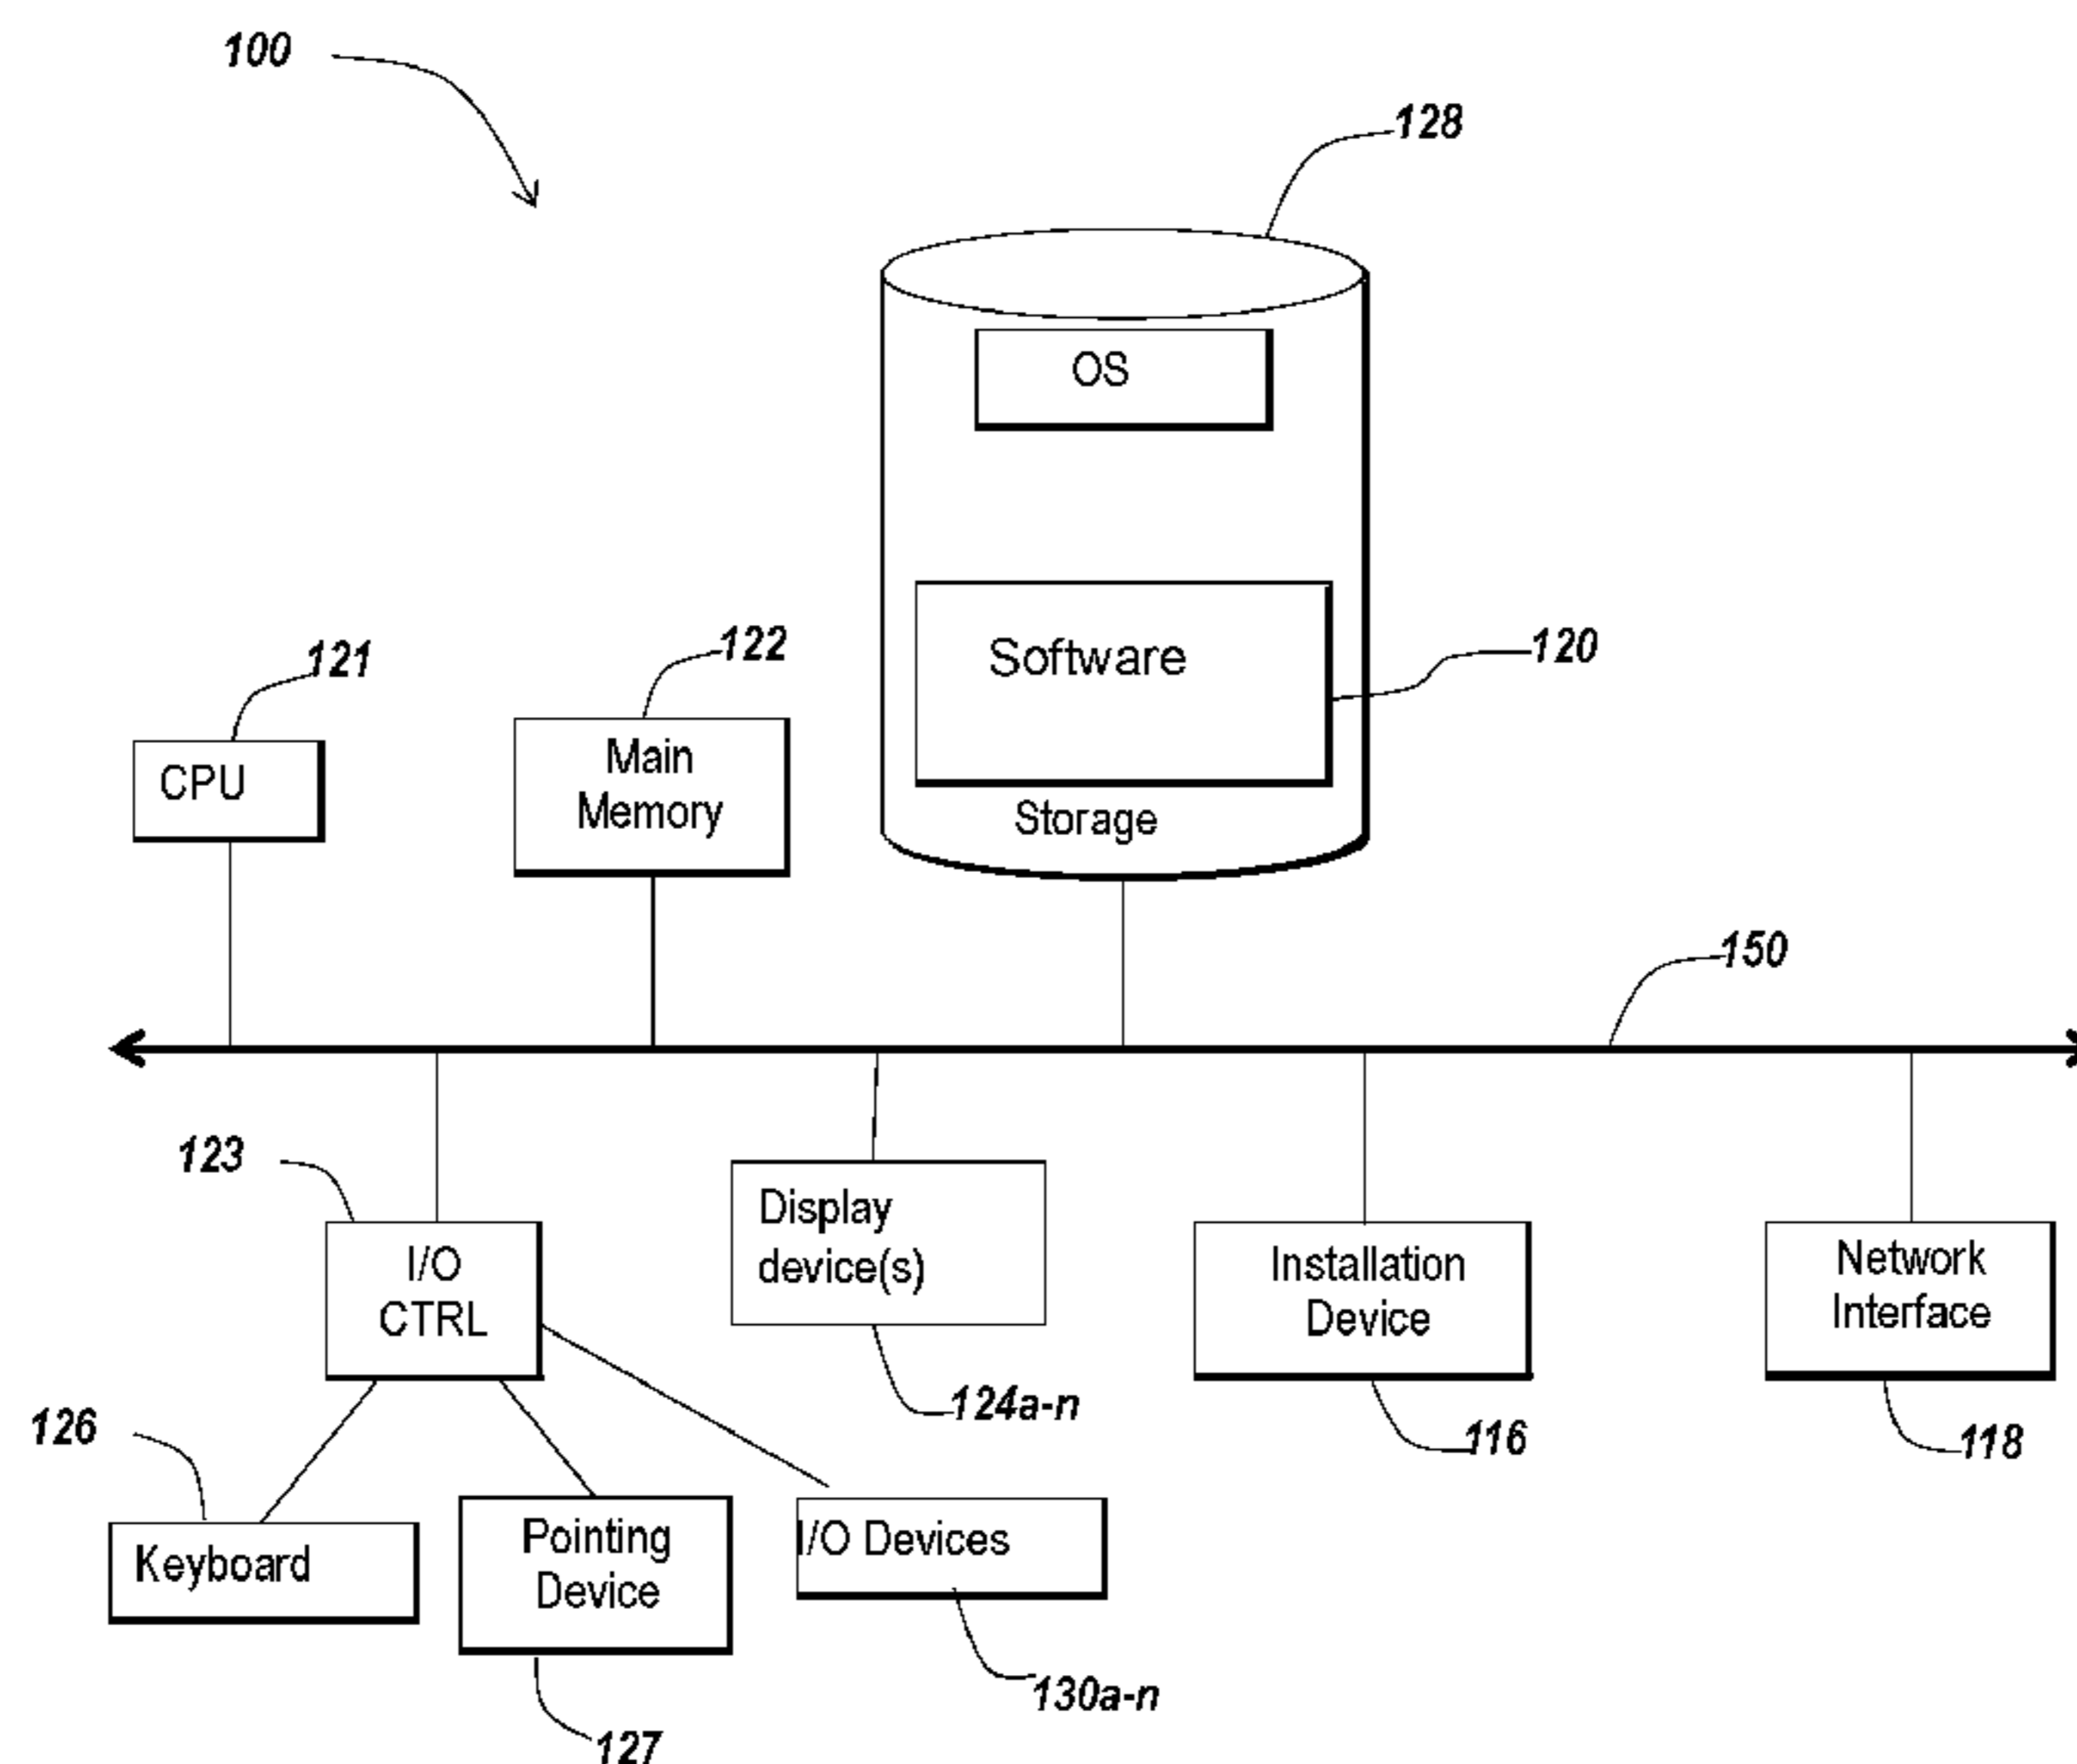 100
128
OS
121
122
Software
120
CPU
Main
Memory
Storage
150
123
I/O
CTRL
Display
device(s)
Installation
Device
Network
Interface
124a-n
126
116
118
Keyboard
Pointing
Device
I/O Devices
130a-n
127